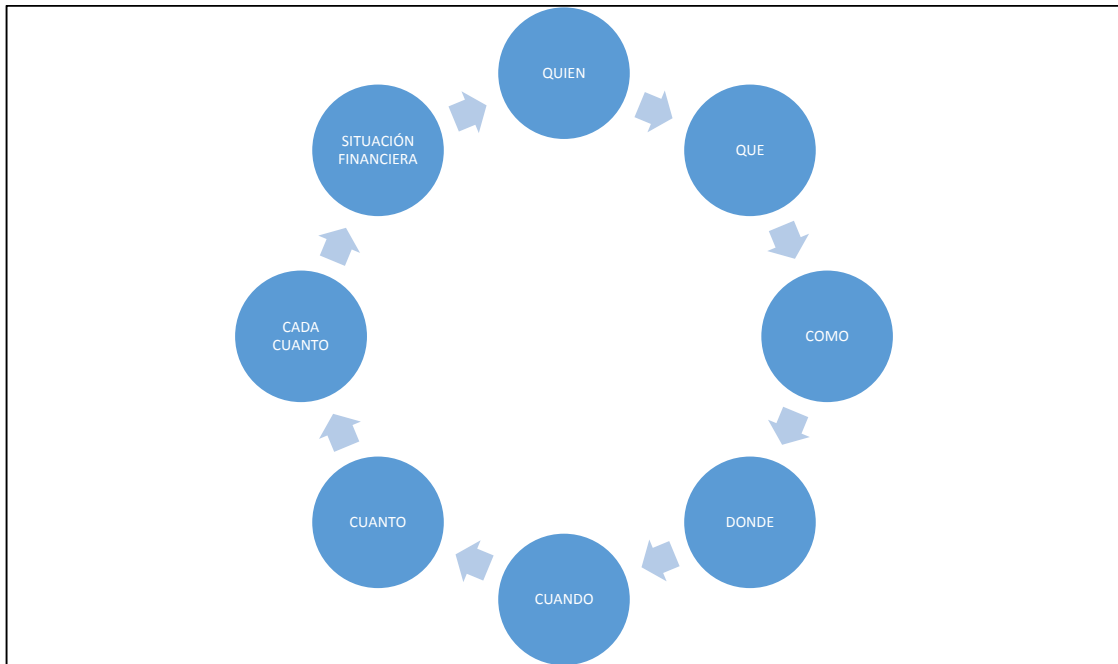 QUIEN
QUE
COMO
DONDE
CUANDO
CUANTO
CADA
CUANTO
SITUACIÓN
FINANCIERA